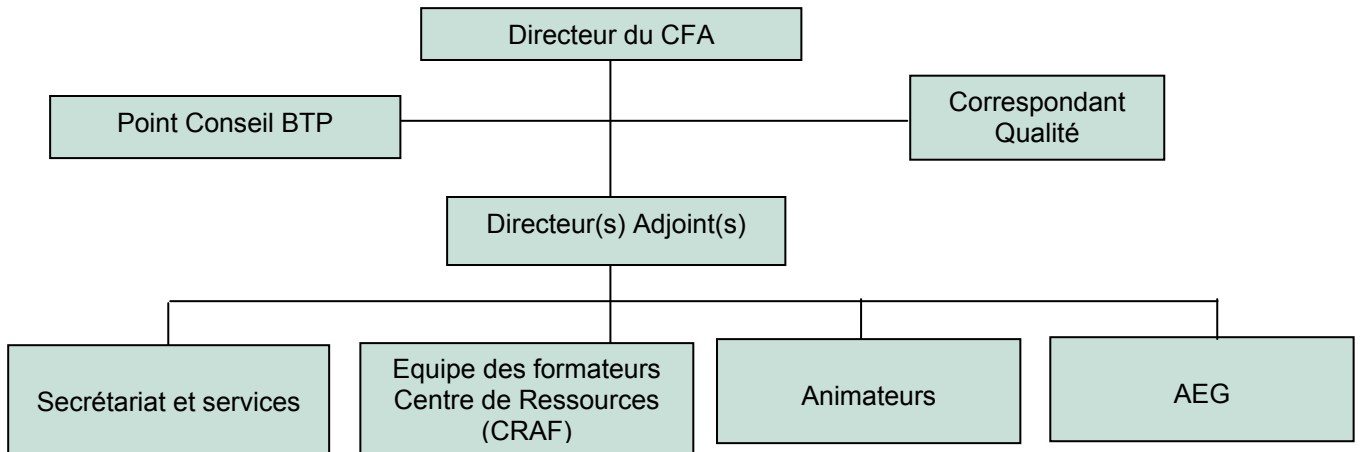 Directeur du CFA
Point Conseil BTP
Correspondant
Qualité
Directeur(s) Adjoint(s)
Secrétariat et services
Equipe des formateurs
Centre de Ressources
(CRAF)
Animateurs
AEG